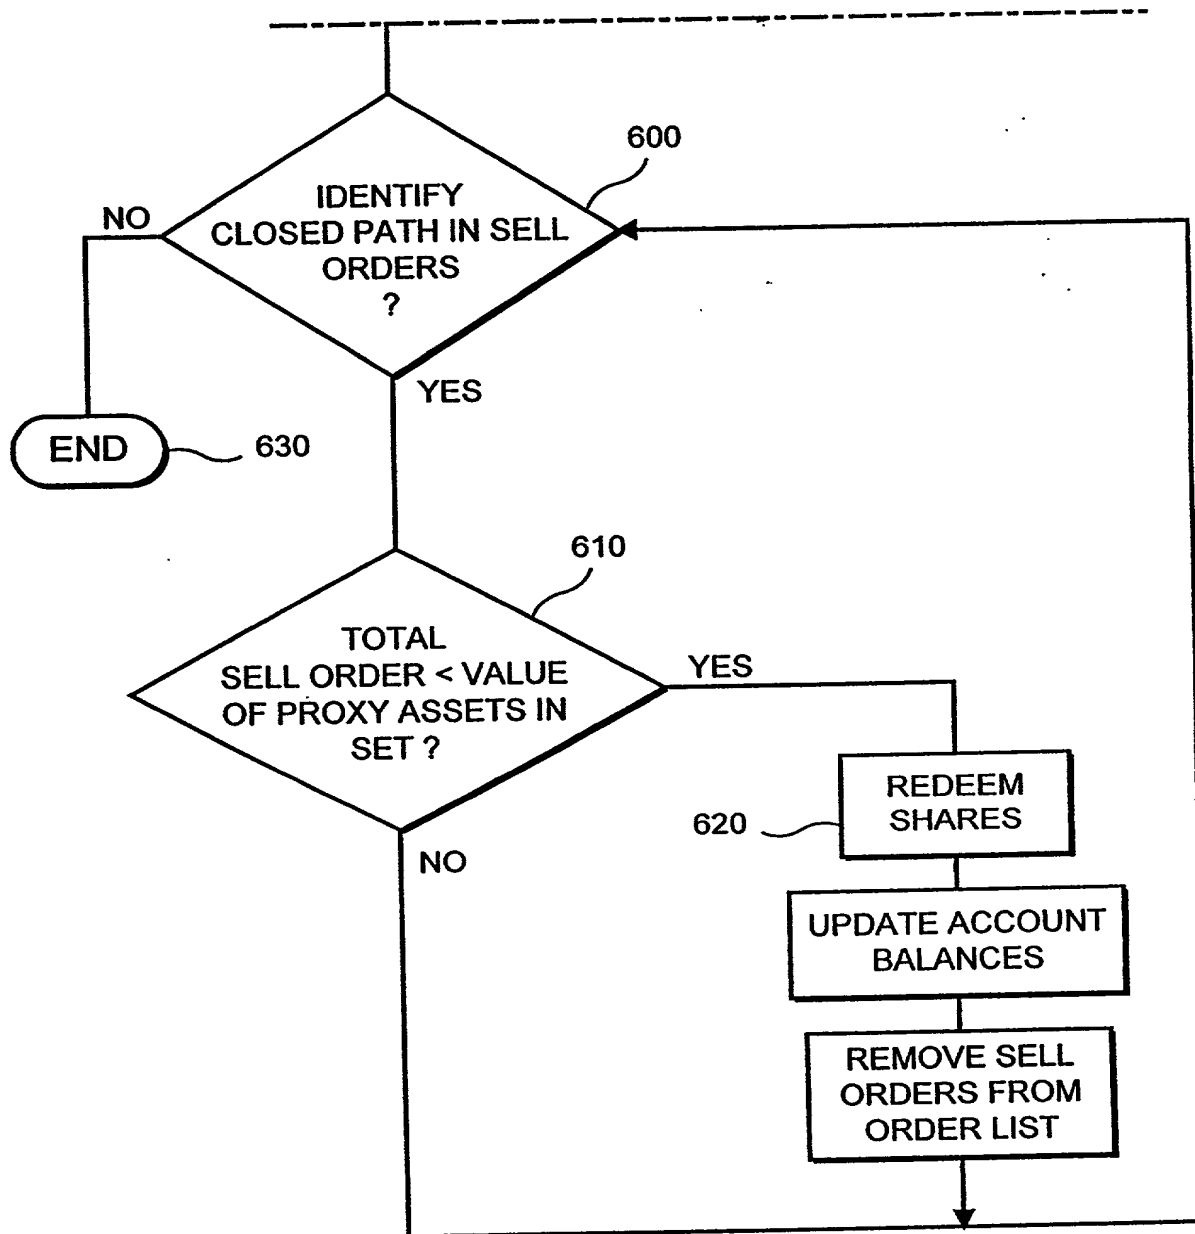 600
IDENTIFY
CLOSED PATH IN SELL
ORDERS
?
NO
YES
END
630
610
TOTAL
SELL ORDER < VALUE
OF PROXY ASSETS IN
SET ?
YES
NO
REDEEM
SHARES
620
UPDATE ACCOUNT
BALANCES
REMOVE SELL
ORDERS FROM
ORDER LIST